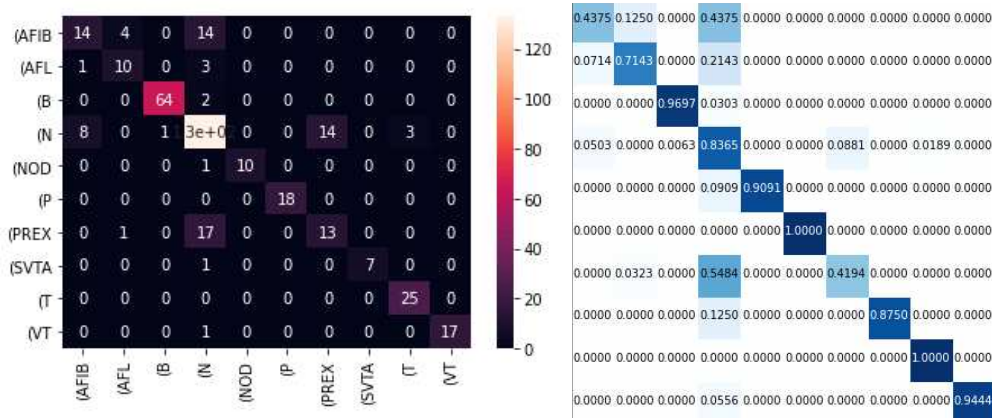 (AFIB 14 4 0 14 0 0 0 0 0 0
(AFL 1 10 0 3 0 0 0 0 0 0
(B 0 0 64 2 0 0 0 0 0 0
(N 8 0 1 1.3e+02 0 0 14 0 3 0
(NOD 0 0 0 1 10 0 0 0 0 0
(P 0 0 0 0 0 18 0 0 0 0
(PREX 0 1 0 17 0 0 13 0 0 0
(SVTA 0 0 0 1 0 0 0 7 0 0
(T 0 0 0 0 0 0 0 0 25 0
(VT 0 0 0 1 0 0 0 0 0 17
(AFIB (AFL (B (N (NOD (P (PREX (SVTA (T (VT
120
100
80
60
40
20
0
0.4375 0.1250 0.0000 0.4375 0.0000 0.0000 0.0000 0.0000 0.0000 0.0000
0.0714 0.7143 0.0000 0.2143 0.0000 0.0000 0.0000 0.0000 0.0000 0.0000
0.0000 0.0000 0.9697 0.0303 0.0000 0.0000 0.0000 0.0000 0.0000 0.0000
0.0503 0.0000 0.0063 0.8365 0.0000 0.0000 0.0881 0.0000 0.0189 0.0000
0.0000 0.0000 0.0000 0.0909 0.9091 0.0000 0.0000 0.0000 0.0000 0.0000
0.0000 0.0000 0.0000 0.0000 0.0000 1.0000 0.0000 0.0000 0.0000 0.0000
0.0000 0.0323 0.0000 0.5484 0.0000 0.0000 0.4194 0.0000 0.0000 0.0000
0.0000 0.0000 0.0000 0.1250 0.0000 0.0000 0.0000 0.8750 0.0000 0.0000
0.0000 0.0000 0.0000 0.0000 0.0000 0.0000 0.0000 0.0000 1.0000 0.0000
0.0000 0.0000 0.0000 0.0556 0.0000 0.0000 0.0000 0.0000 0.0000 0.9444